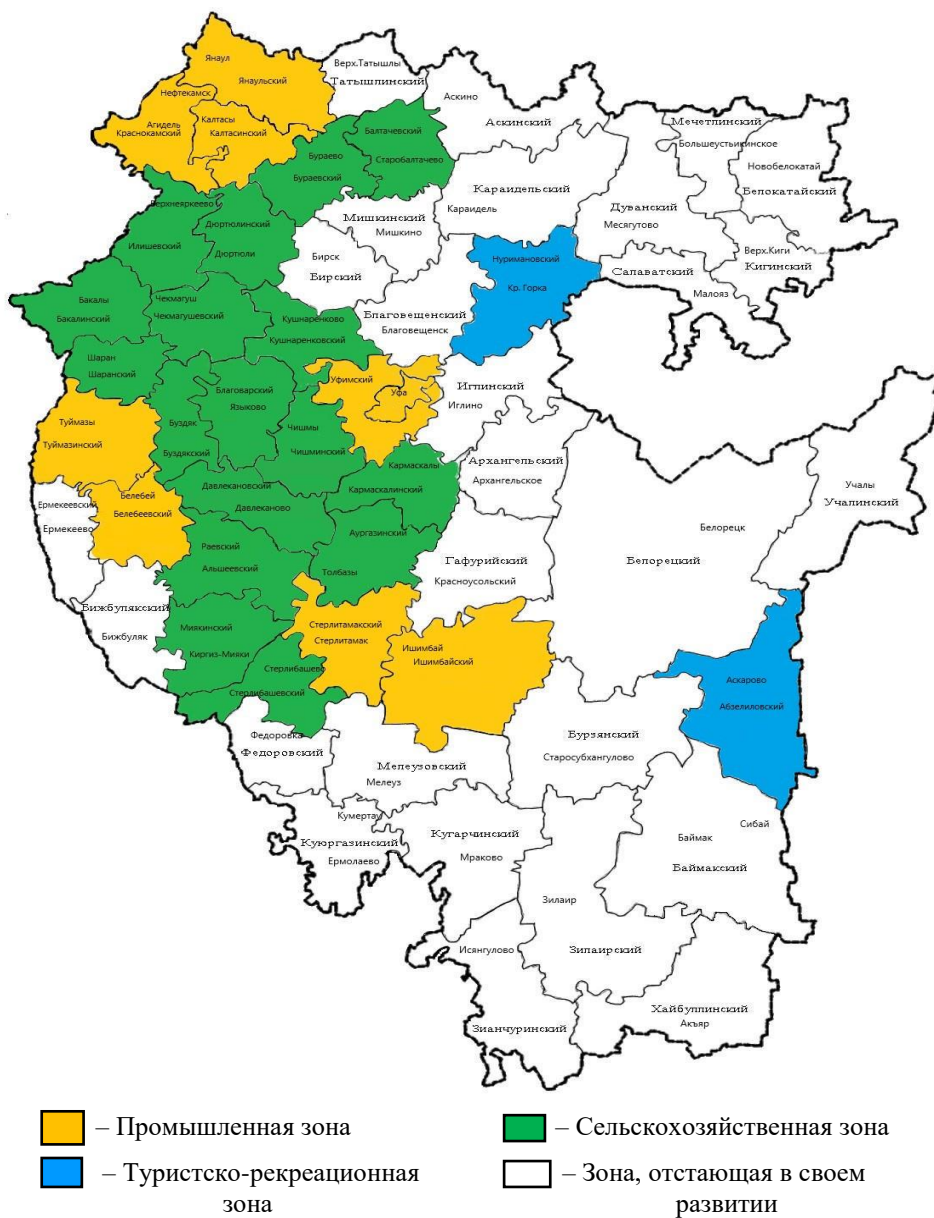 Янаул
Янаульский
Верх.Татышлы
Татышлинский
Нефтекамск
Аскино
Аскинский
Агидель
Краснокамский
Калтасы
Калтасинский
Балтачевский
Старобалтачево
Бураево
Бураевский
Мечетлинский
Большеустьикинское
Новобелокатай
Белокатайский
Караидельский
Караидель
Дуванский
Месягутово
Верхнеяркеево
Илишевский
Дюртюлинский
Дюртюли
Мишкинский
Мишкино
Бирск
Бирский
Нуримановский
Кр. Горка
Салаватский
Малояз
Верх.Киги
Кигинский
Бакалы
Бакалинский
Чекмагуш
Чекмагушевский
Кушнаренково
Кушнаренковский
Благовещенский
Благовещенск
Шаран
Шаранский
Благоварский
Языково
Уфимский
Уфа
Иглинский
Иглино
Туймазы
Туймазинский
Буздяк
Буздякский
Чишмы
Чишминский
Кармаскалы
Кармаскалинский
Архангельский
Архангельское
Учалы
Учалинский
Ермекеевский
Ермекеево
Белебей
Белебеевский
Давлекановский
Давлеканово
Раевский
Альшеевский
Аургазинский
Толбазы
Гафурийский
Красноусольский
Белорецк
Белорецкий
Бижбулякский
Бижбуляк
Миякинский
Киргиз-Мияки
Стерлитамакский
Стерлитамак
Ишимбай
Ишимбайский
Стерлибашево
Стерлибашевский
Аскарово
Абзелиловский
Федоровка
Федоровский
Мелеузовский
Мелеуз
Бурзянский
Старосубхангулово
Кумертау
Куюргазинский
Ермолаево
Кугарчинский
Мраково
Сибай
Баймак
Баймакский
Зилаир
Зилаирский
Исянгулово
Зианчуринский
Хайбуллинский
Акъяр
– Промышленная зона
– Сельскохозяйственная зона
– Туристско-рекреационная
зона
– Зона, отстающая в своем
развитии